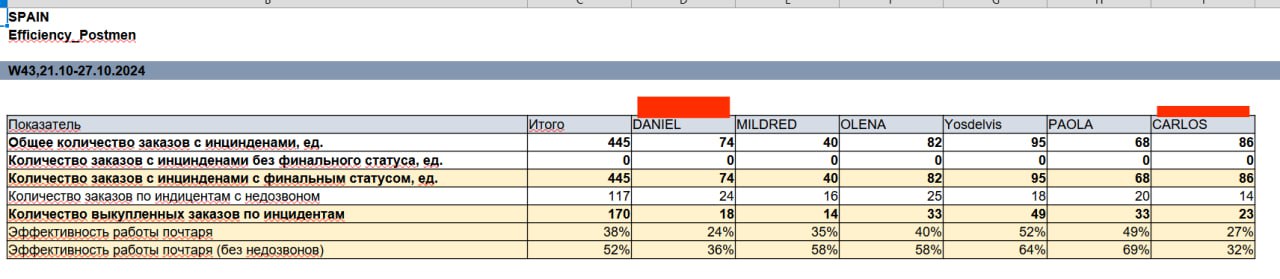 SPAIN
Efficiency_Postmen
W43,21.10-27.10.2024
Показатель Итого DANIEL MILDRED OLENA Yosdelvis PAOLA CARLOS
Общее количество заказов с инцинденами, ед. 445 74 40 82 95 68 86
Количество заказов с инцинденами без финального статуса, ед. 0 0 0 0 0 0 0
Количество заказов с инцинденами с финальным статусом, ед. 445 74 40 82 95 68 86
Количество заказов по индицентам с недозвоном 117 24 16 25 18 20 14
Количество выкупленных заказов по инцидентам 170 18 14 33 49 33 23
Эффективность работы почтаря 38% 24% 35% 40% 52% 49% 27%
Эффективность работы почтаря (без недозвонов) 52% 36% 58% 58% 64% 69% 32%